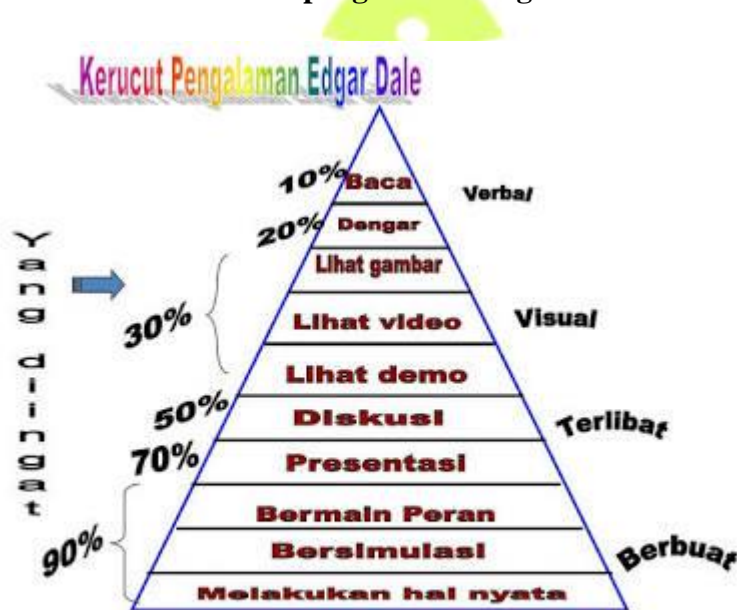 Kerucut Pengalaman Edgar Dale
10% Baca Verbal
20% Dengar
Lihat gambar
30% Lihat video Visual
Lihat demo
50% Diskusi Terlibat
70% Presentasi
Bermain Peran
90% Bersimulasi Berbuat
Melakukan hal nyata
Yang diingat